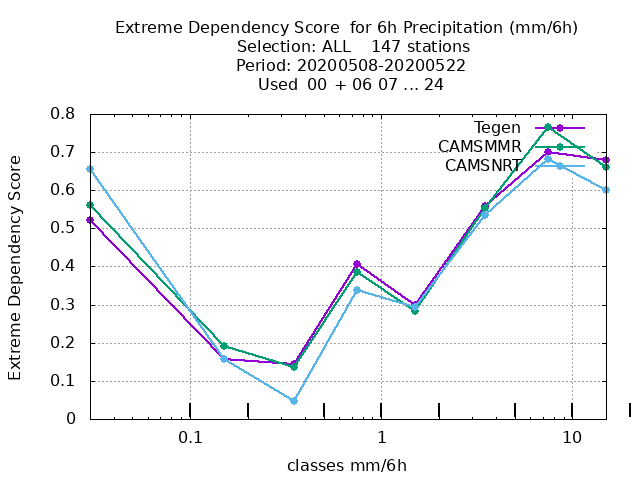 Extreme Dependency Score  for 6h Precipitation (mm/6h)
Selection: ALL    147 stations
Period: 20200508-20200522
Used  00 + 06 07 ... 24
Tegen
CAMSMMR
CAMSNRT
0.8
0.7
0.6
0.5
0.4
0.3
0.2
0.1
0
Extreme Dependency Score
0.1 1 10
classes mm/6h